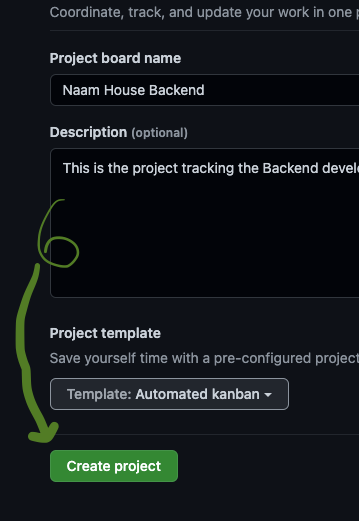 Coordinate, track, and update your work in one
Project board name
Naam House Backend
Description (optional)
This is the project tracking the Backend
6
Project template
Save yourself time with a pre-configured project
Template: Automated kanban
Create project